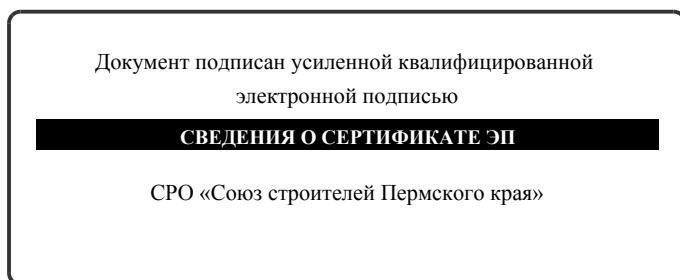 Документ подписан усиленной квалифицированной
электронной подписью
СВЕДЕНИЯ О СЕРТИФИКАТЕ ЭП
СРО «Союз строителей Пермского края»